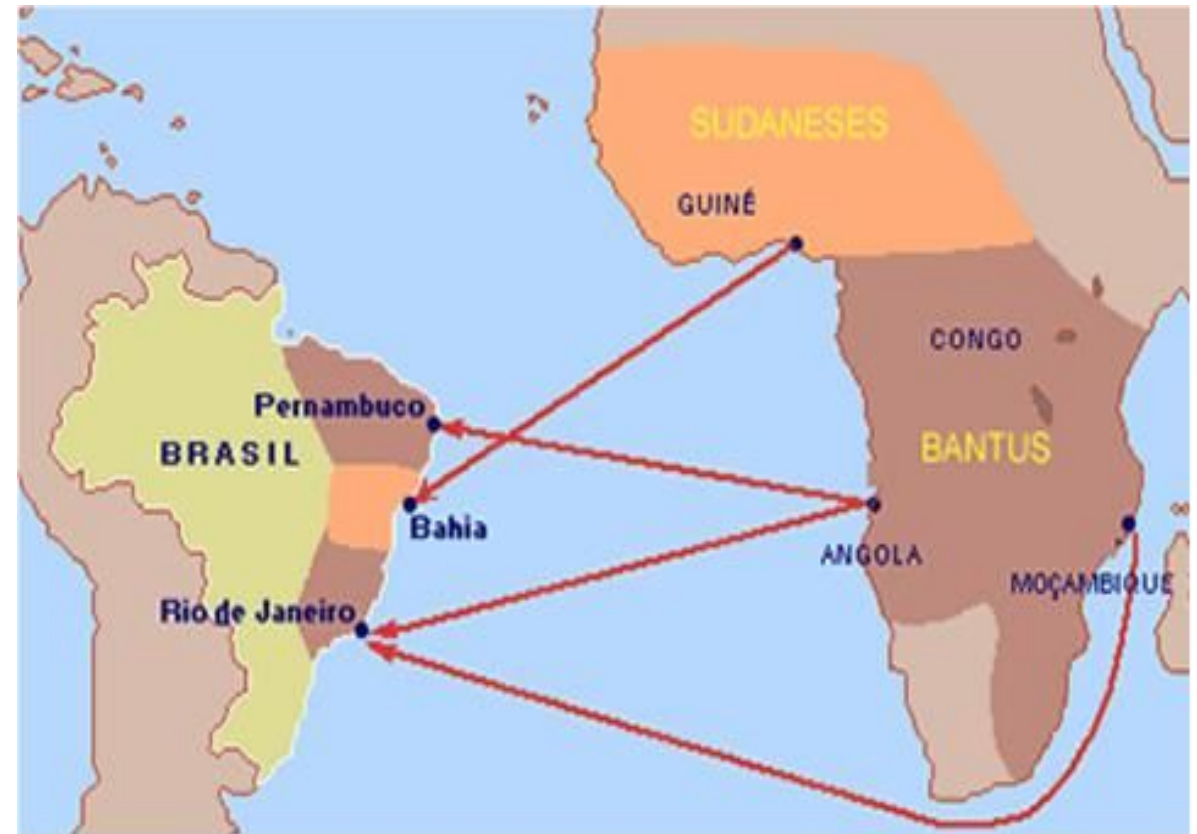 SUDANESES
GUINÉ
CONGO
Pernambuco
BRASIL
BANTUS
Bahia
ANGOLA
MOÇAMBIQUE
Rio de Janeiro